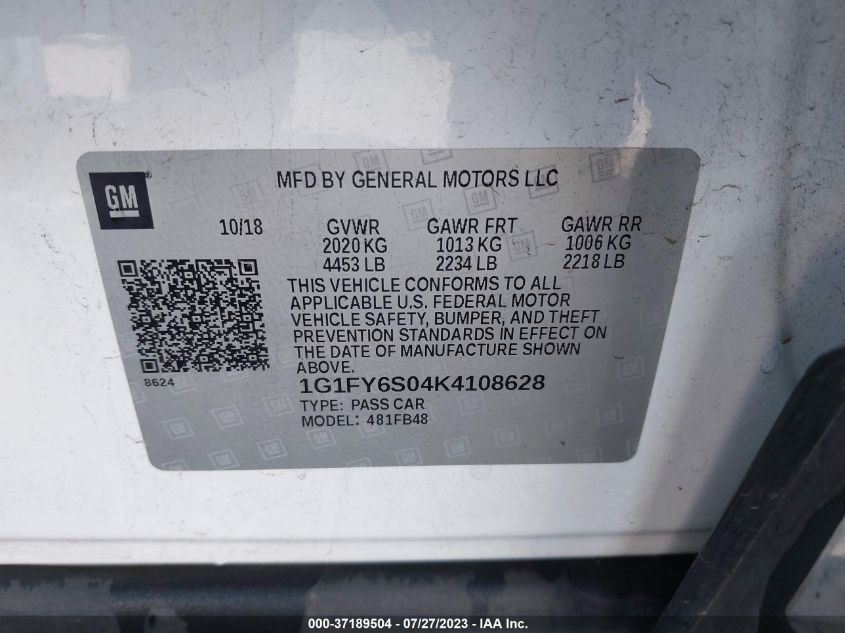 GM
MFD BY GENERAL MOTORS LLC
10/18 GVWR GAWR FRT GAWR RR
2020 KG 1013 KG 1006 KG
4453 LB 2234 LB 2218 LB
THIS VEHICLE CONFORMS TO ALL
APPLICABLE U.S. FEDERAL MOTOR
VEHICLE SAFETY, BUMPER, AND THEFT
PREVENTION STANDARDS IN EFFECT ON
THE DATE OF MANUFACTURE SHOWN
ABOVE.
8624
1G1FY6S04K4108628
TYPE: PASS CAR
MODEL: 481FB48
000-37189504 - 07/27/2023 - IAA Inc.